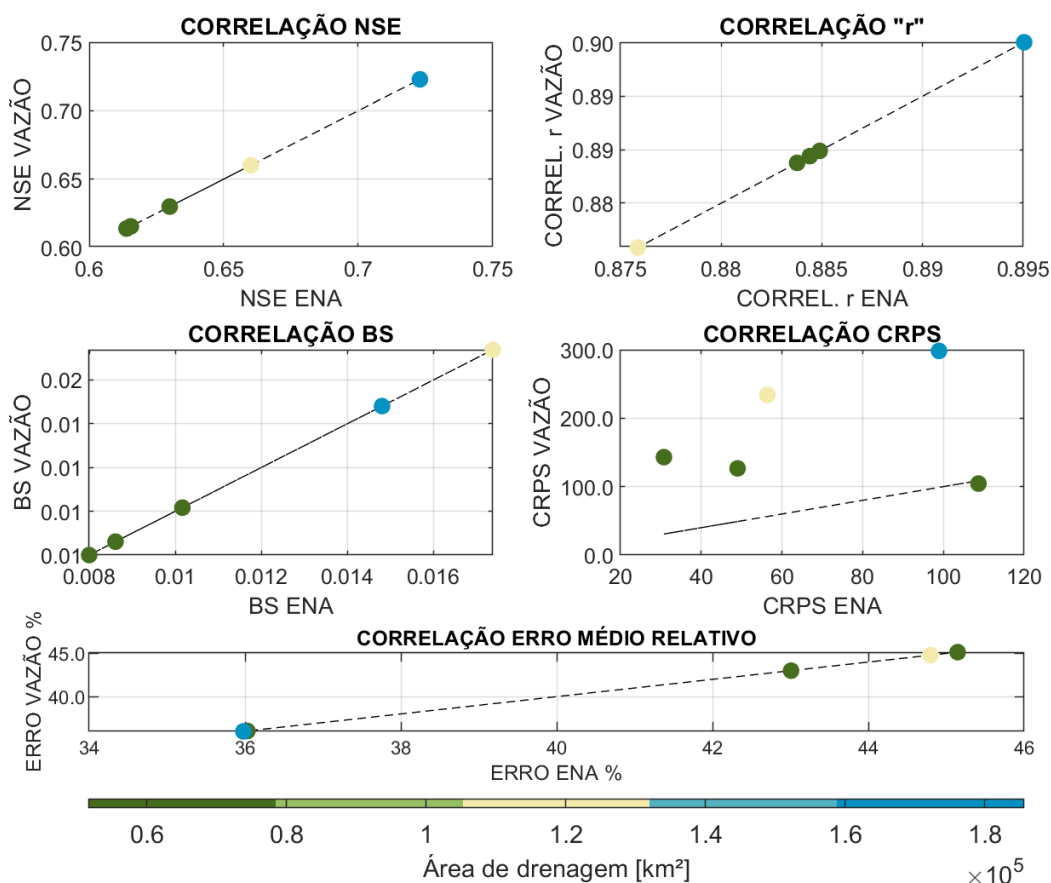 CORRELAÇÃO NSE
0.75
0.70
0.65
0.60
NSE VAZÃO
0.6 0.65 0.7 0.75
NSE ENA
CORRELAÇÃO "r"
0.90
0.89
0.89
0.88
CORREL. r VAZÃO
0.875 0.88 0.885 0.89 0.895
CORREL. r ENA
CORRELAÇÃO BS
0.02
0.01
0.01
0.01
0.01
BS VAZÃO
0.008 0.01 0.012 0.014 0.016
BS ENA
CORRELAÇÃO CRPS
300.0
200.0
100.0
0.0
CRPS VAZÃO
20 40 60 80 100 120
CRPS ENA
CORRELAÇÃO ERRO MÉDIO RELATIVO
45.0
40.0
ERRO VAZÃO %
34 36 38 40 42 44 46
ERRO ENA %
0.6 0.8 1 1.2 1.4 1.6 1.8
Área de drenagem [km²]
×10⁵